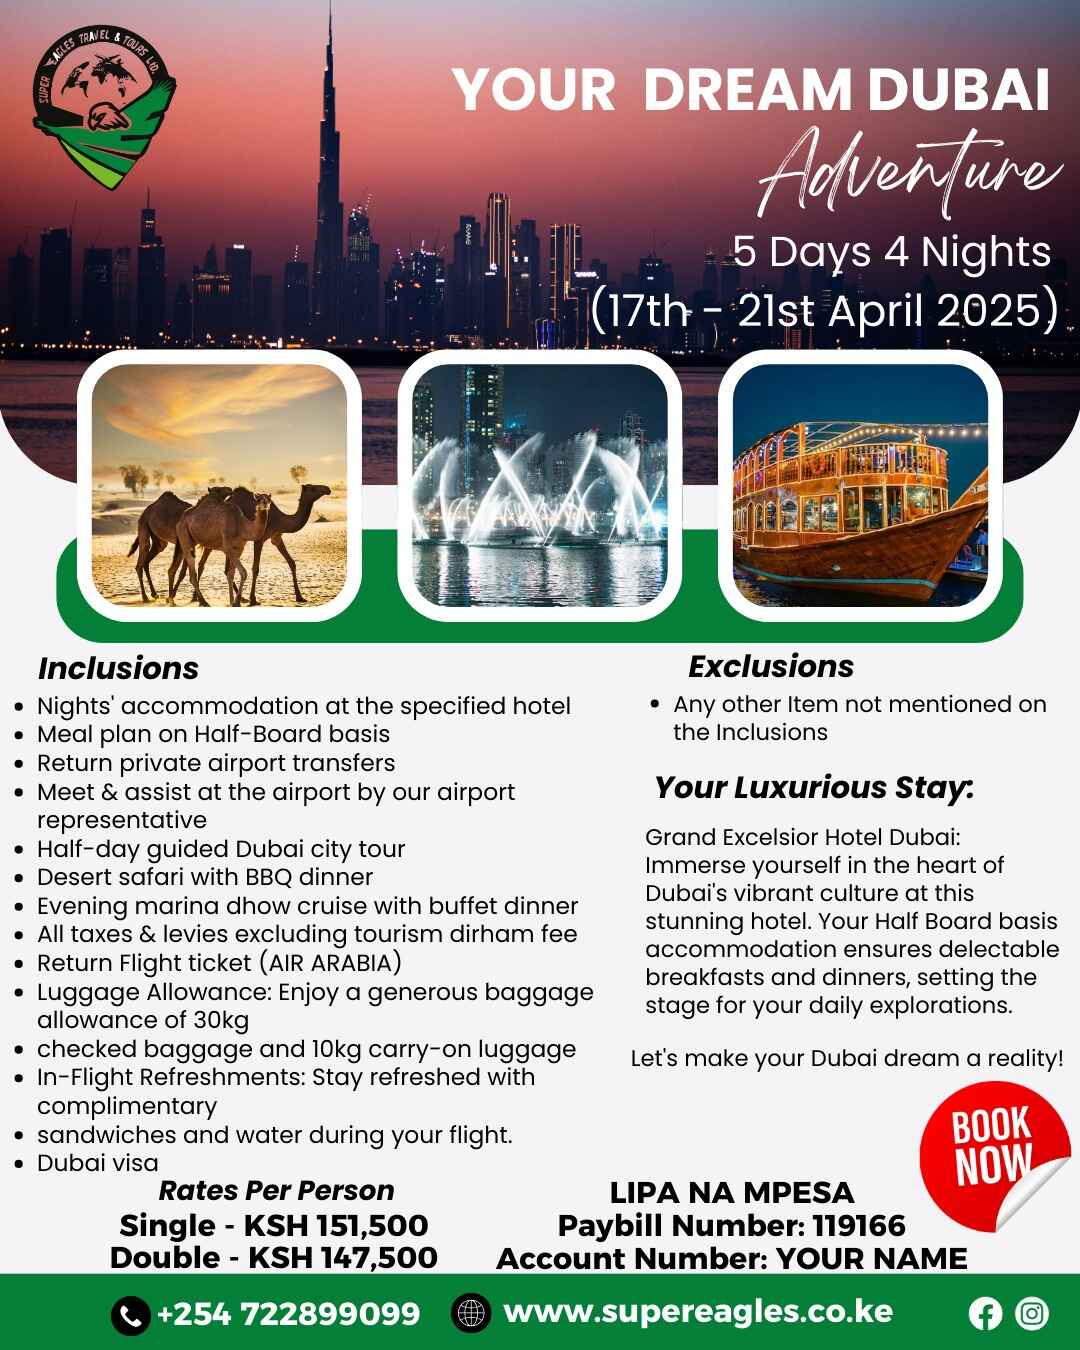 SUPER EAGLES TRAVEL & TOURS LTD.
YOUR DREAM DUBAI
Adventure
5 Days 4 Nights
(17th - 21st April 2025)
Inclusions
• Nights' accommodation at the specified hotel
• Meal plan on Half-Board basis
• Return private airport transfers
• Meet & assist at the airport by our airport
representative
• Half-day guided Dubai city tour
• Desert safari with BBQ dinner
• Evening marina dhow cruise with buffet dinner
• All taxes & levies excluding tourism dirham fee
• Return Flight ticket (AIR ARABIA)
• Luggage Allowance: Enjoy a generous baggage
allowance of 30kg
• checked baggage and 10kg carry-on luggage
• In-Flight Refreshments: Stay refreshed with
complimentary
• sandwiches and water during your flight.
• Dubai visa
Exclusions
• Any other Item not mentioned on
the Inclusions
Your Luxurious Stay:
Grand Excelsior Hotel Dubai:
Immerse yourself in the heart of
Dubai's vibrant culture at this
stunning hotel. Your Half Board basis
accommodation ensures delectable
breakfasts and dinners, setting the
stage for your daily explorations.
Let's make your Dubai dream a reality!
BOOK
NOW
Rates Per Person
Single - KSH 151,500
Double - KSH 147,500
LIPA NA MPESA
Paybill Number: 119166
Account Number: YOUR NAME
+254 722899099
www.supereagles.co.ke